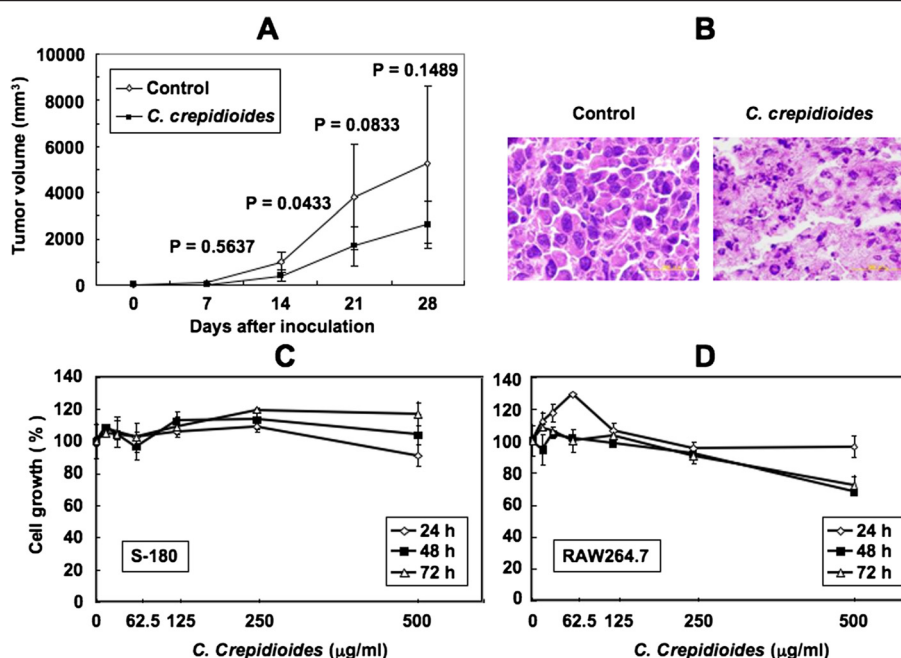 A
B
10000
8000
6000
4000
2000
0
Tumor volume (mm³)
Control
C. crepidioides
P = 0.5637
P = 0.0433
P = 0.0833
P = 0.1489
0 7 14 21 28
Days after inoculation
Control
C. crepidioides
C
D
140
120
100
80
60
40
20
0
Cell growth (%)
S-180
24 h
48 h
72 h
0 62.5 125 250 500
C. Crepidioides (μg/ml)
140
120
100
80
60
40
20
0
RAW264.7
24 h
48 h
72 h
0 62.5 125 250 500
C. Crepidioides (μg/ml)